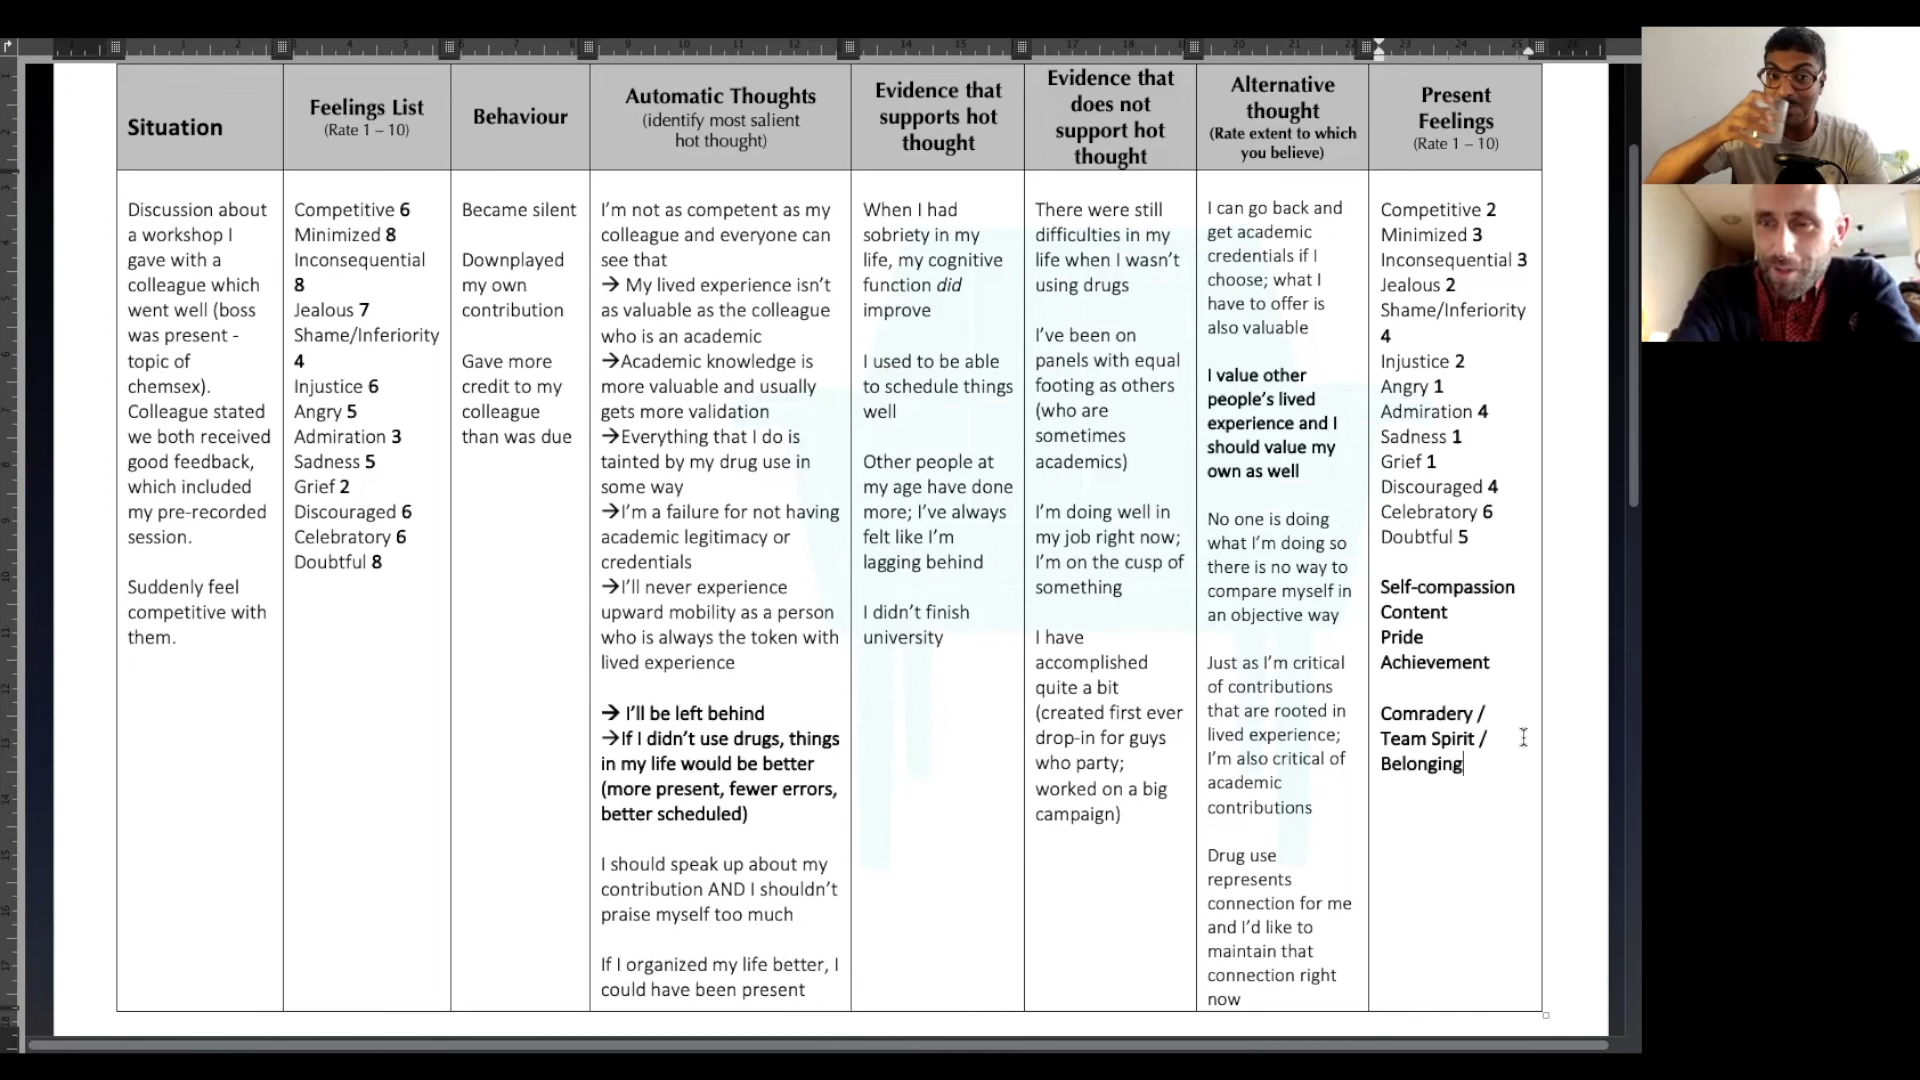 Situation
Feelings List
(Rate 1 – 10)
Behaviour
Automatic Thoughts
(identify most salient
hot thought)
Evidence that
supports hot
thought
Evidence that
does not
support hot
thought
Alternative
thought
(Rate extent to which
you believe)
Present
Feelings
(Rate 1 – 10)
Discussion about
a workshop I
gave with a
colleague which
went well (boss
was present -
topic of
chemsex).
Colleague stated
we both received
good feedback,
which included
my pre-recorded
session.
Suddenly feel
competitive with
them.
Competitive 6
Minimized 8
Inconsequential
8
Jealous 7
Shame/Inferiority
4
Injustice 6
Angry 5
Admiration 3
Sadness 5
Grief 2
Discouraged 6
Celebratory 6
Doubtful 8
Became silent
Downplayed
my own
contribution
Gave more
credit to my
colleague
than was due
I'm not as competent as my
colleague and everyone can
see that
→ My lived experience isn't
as valuable as the colleague
who is an academic
→Academic knowledge is
more valuable and usually
gets more validation
→Everything that I do is
tainted by my drug use in
some way
→I'm a failure for not having
academic legitimacy or
credentials
→I'll never experience
upward mobility as a person
who is always the token with
lived experience
→ I'll be left behind
→If I didn't use drugs, things
in my life would be better
(more present, fewer errors,
better scheduled)
I should speak up about my
contribution AND I shouldn't
praise myself too much
If I organized my life better, I
could have been present
When I had
sobriety in my
life, my cognitive
function did
improve
I used to be able
to schedule things
well
Other people at
my age have done
more; I've always
felt like I'm
lagging behind
I didn't finish
university
There were still
difficulties in my
life when I wasn't
using drugs
I've been on
panels with equal
footing as others
(who are
sometimes
academics)
I'm doing well in
my job right now;
I'm on the cusp of
something
I have
accomplished
quite a bit
(created first ever
drop-in for guys
who party;
worked on a big
campaign)
I can go back and
get academic
credentials if I
choose; what I
have to offer is
also valuable
I value other
people's lived
experience and I
should value my
own as well
No one is doing
what I'm doing so
there is no way to
compare myself in
an objective way
Just as I'm critical
of contributions
that are rooted in
lived experience;
I'm also critical of
academic
contributions
Drug use
represents
connection for me
and I'd like to
maintain that
connection right
now
Competitive 2
Minimized 3
Inconsequential 3
Jealous 2
Shame/Inferiority
4
Injustice 2
Angry 1
Admiration 4
Sadness 1
Grief 1
Discouraged 4
Celebratory 6
Doubtful 5
Self-compassion
Content
Pride
Achievement
Comradery /
Team Spirit /
Belonging